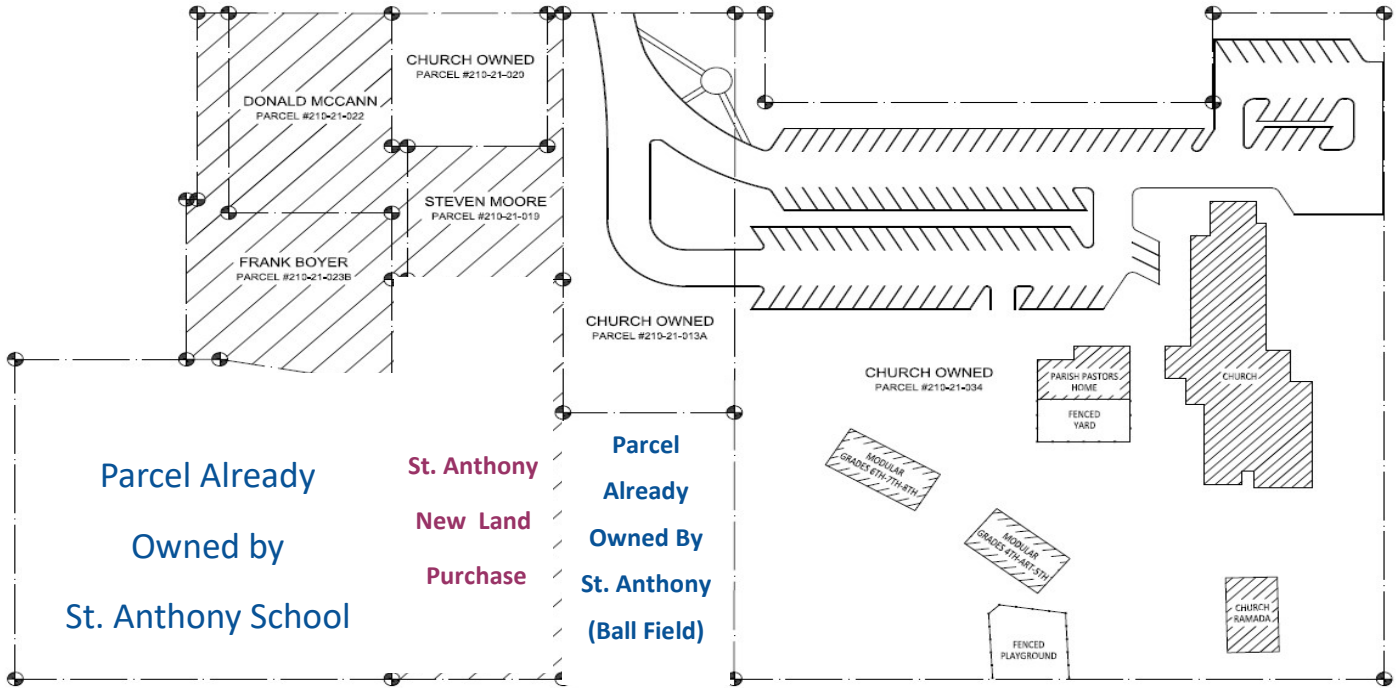 CHURCH OWNED
PARCEL #210-21-020
DONALD MCCANN
PARCEL #210-21-022
STEVEN MOORE
PARCEL #210-21-019
FRANK BOYER
PARCEL #210-21-023B
CHURCH OWNED
PARCEL #210-21-013A
CHURCH OWNED
PARCEL #210-21-034
PARISH PASTORS
HOME
FENCED
YARD
CHURCH
Parcel Already
Owned by
St. Anthony School
St. Anthony
New Land
Purchase
Parcel
Already
Owned By
St. Anthony
(Ball Field)
MODULAR
GRADES 6TH-7TH-8TH
MODULAR
GRADES 4TH-ART-5TH
CHURCH
RAMADA
FENCED
PLAYGROUND